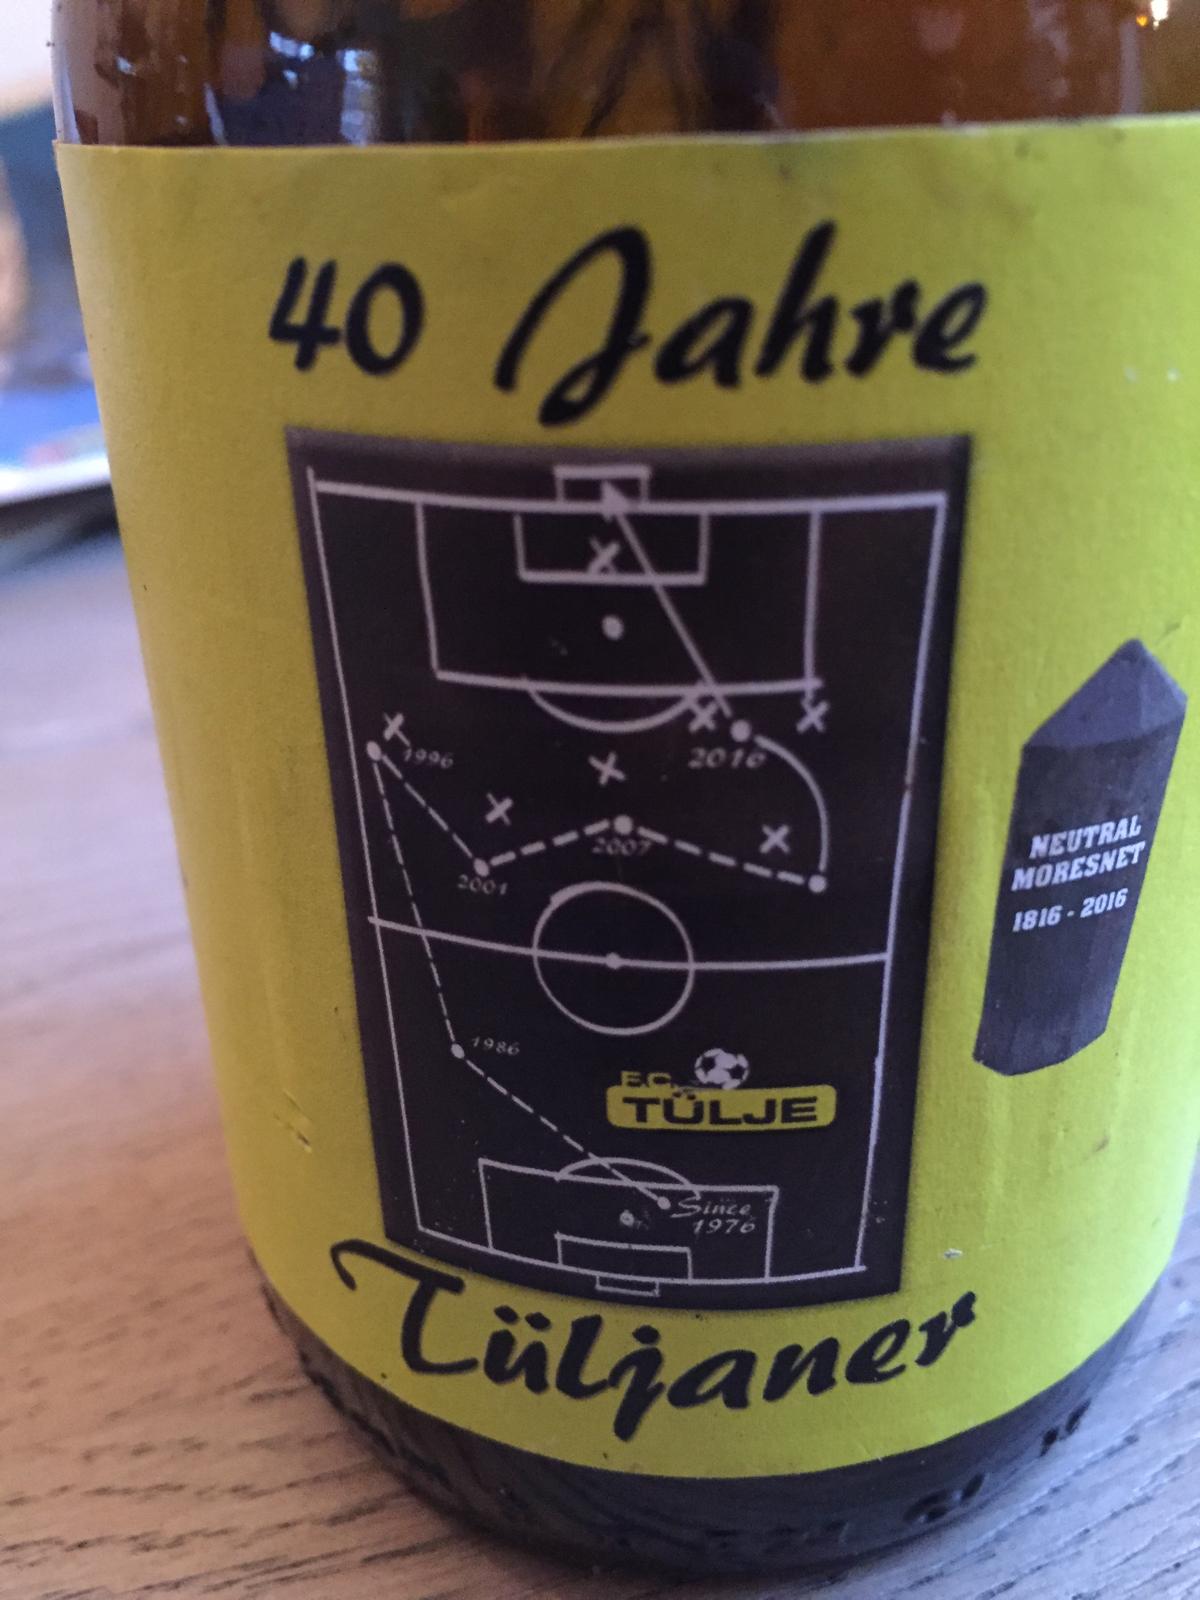 40 Jahre
1996
2016
2007
2001
NEUTRAL
MORESNET
1816 - 2016
1986
F.C.
TÜLJE
Since
1976
Tüljaner